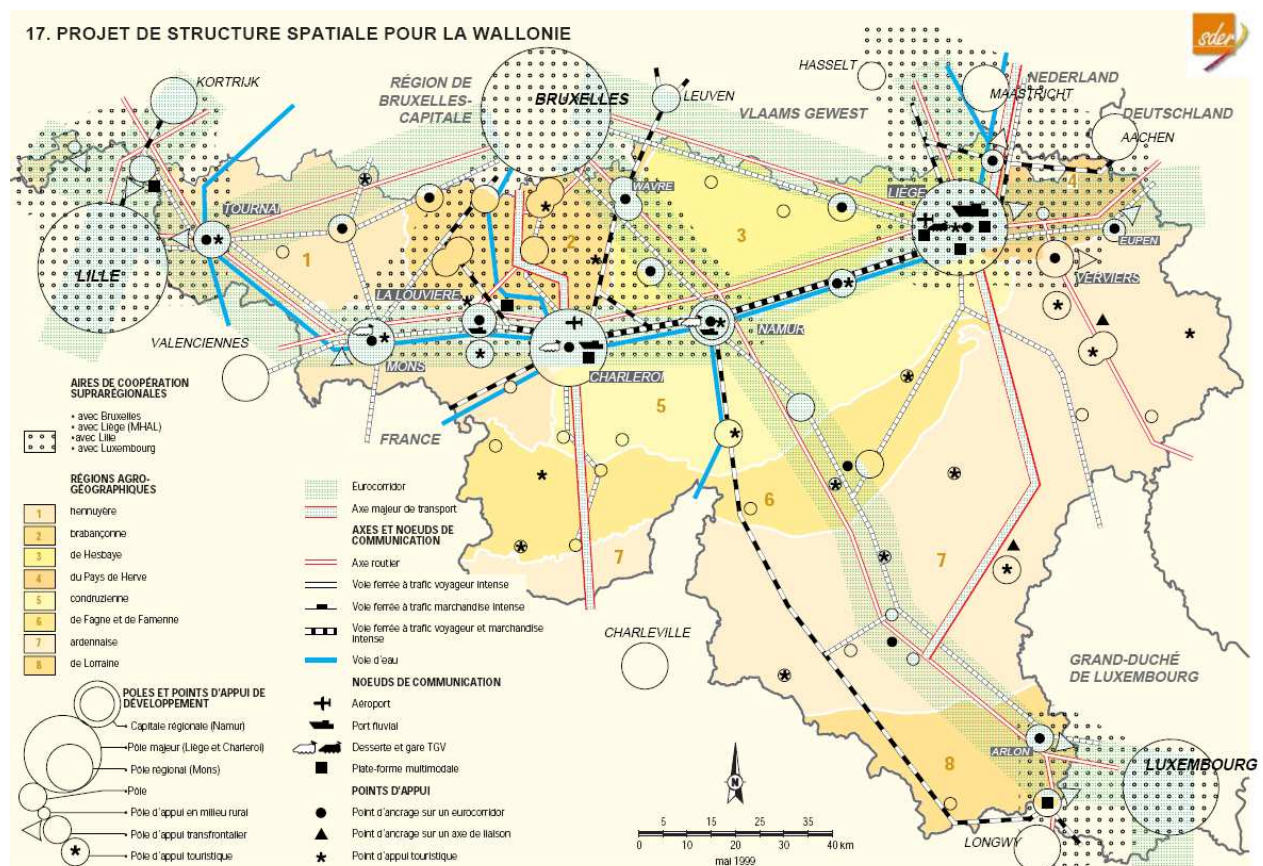 17. PROJET DE STRUCTURE SPATIALE POUR LA WALLONIE
sder
KORTRIJK
RÉGION DE
BRUXELLES-
CAPITALE
BRUXELLES
LEUVEN
HASSELT
NEDERLAND
MAASTRICHT
VLAAMS GEWEST
DEUTSCHLAND
AACHEN
WAVRE
LIÈGE
4
TOURNAI
EUPEN
1
2
3
LILLE
VERVIERS
LA LOUVIERE
NAMUR
VALENCIENNES
MONS
CHARLEROI
5
FRANCE
6
7
7
CHARLEVILLE
GRAND-DUCHÉ
DE LUXEMBOURG
ARLON
8
LUXEMBOURG
LONGWY
AIRES DE COOPÉRATION
SUPRARÉGIONALES
• avec Bruxelles
• avec Liège (MHAL)
• avec Lille
• avec Luxembourg
RÉGIONS AGRO-
GÉOGRAPHIQUES
1 hennuyère
2 brabançonne
3 de Hesbaye
4 du Pays de Herve
5 condruzienne
6 de Fagne et de Famenne
7 ardennaise
8 de Lorraine
POLES ET POINTS D'APPUI DE
DÉVELOPPEMENT
Capitale régionale (Namur)
Pôle majeur (Liège et Charleroi)
Pôle régional (Mons)
Pôle
Pôle d'appui en milieu rural
Pôle d'appui transfrontalier
Pôle d'appui touristique
Eurocorridor
Axe majeur de transport
AXES ET NOEUDS DE
COMMUNICATION
Axe routier
Voie ferrée à trafic voyageur intense
Voie ferrée à trafic marchandise intense
Voie ferrée à trafic voyageur et marchandise
intense
Voie d'eau
NOEUDS DE COMMUNICATION
Aéroport
Port fluvial
Desserte et gare TGV
Plate-forme multimodale
POINTS D'APPUI
Point d'ancrage sur un eurocorridor
Point d'ancrage sur un axe de liaison
Point d'appui touristique
N
5 15 25 35
0 10 20 30 40 km
mai 1999